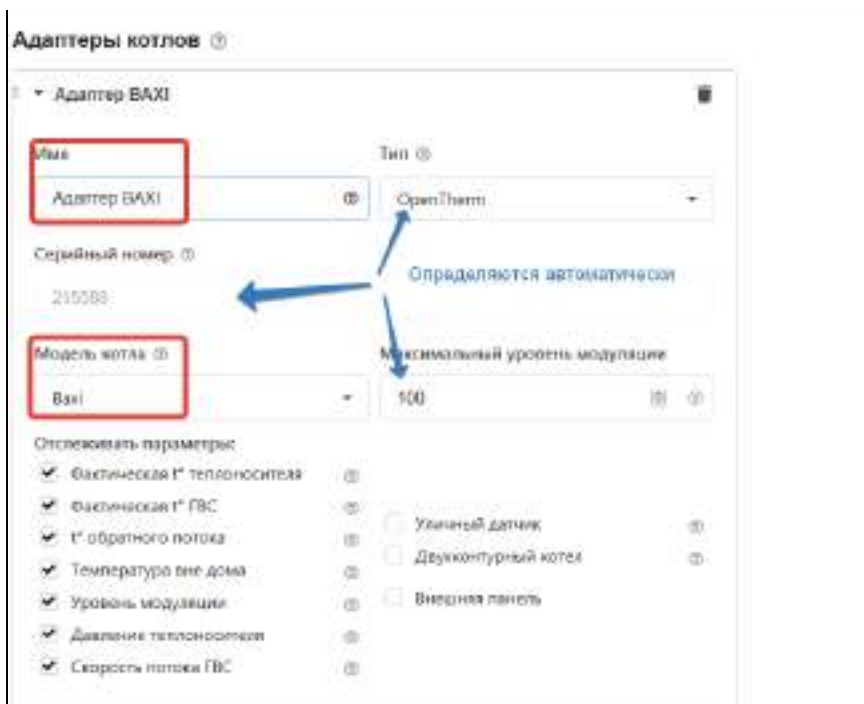 Адаптеры котлов
Адаптер BAXI
Имя
Тип
Адаптер BAXI
OpenTherm
Серийный номер
Определяются автоматически
Модель котла
Максимальный уровень модуляции
Baxi
100
Отслеживать параметры:
Фактическая t° теплоносителя
Фактическая t° ГВС
t° обратного потока
Температура вне дома
Уровень модуляции
Давление теплоносителя
Скорость потока ГВС
Уличный датчик
Двухконтурный котел
Внешняя панель